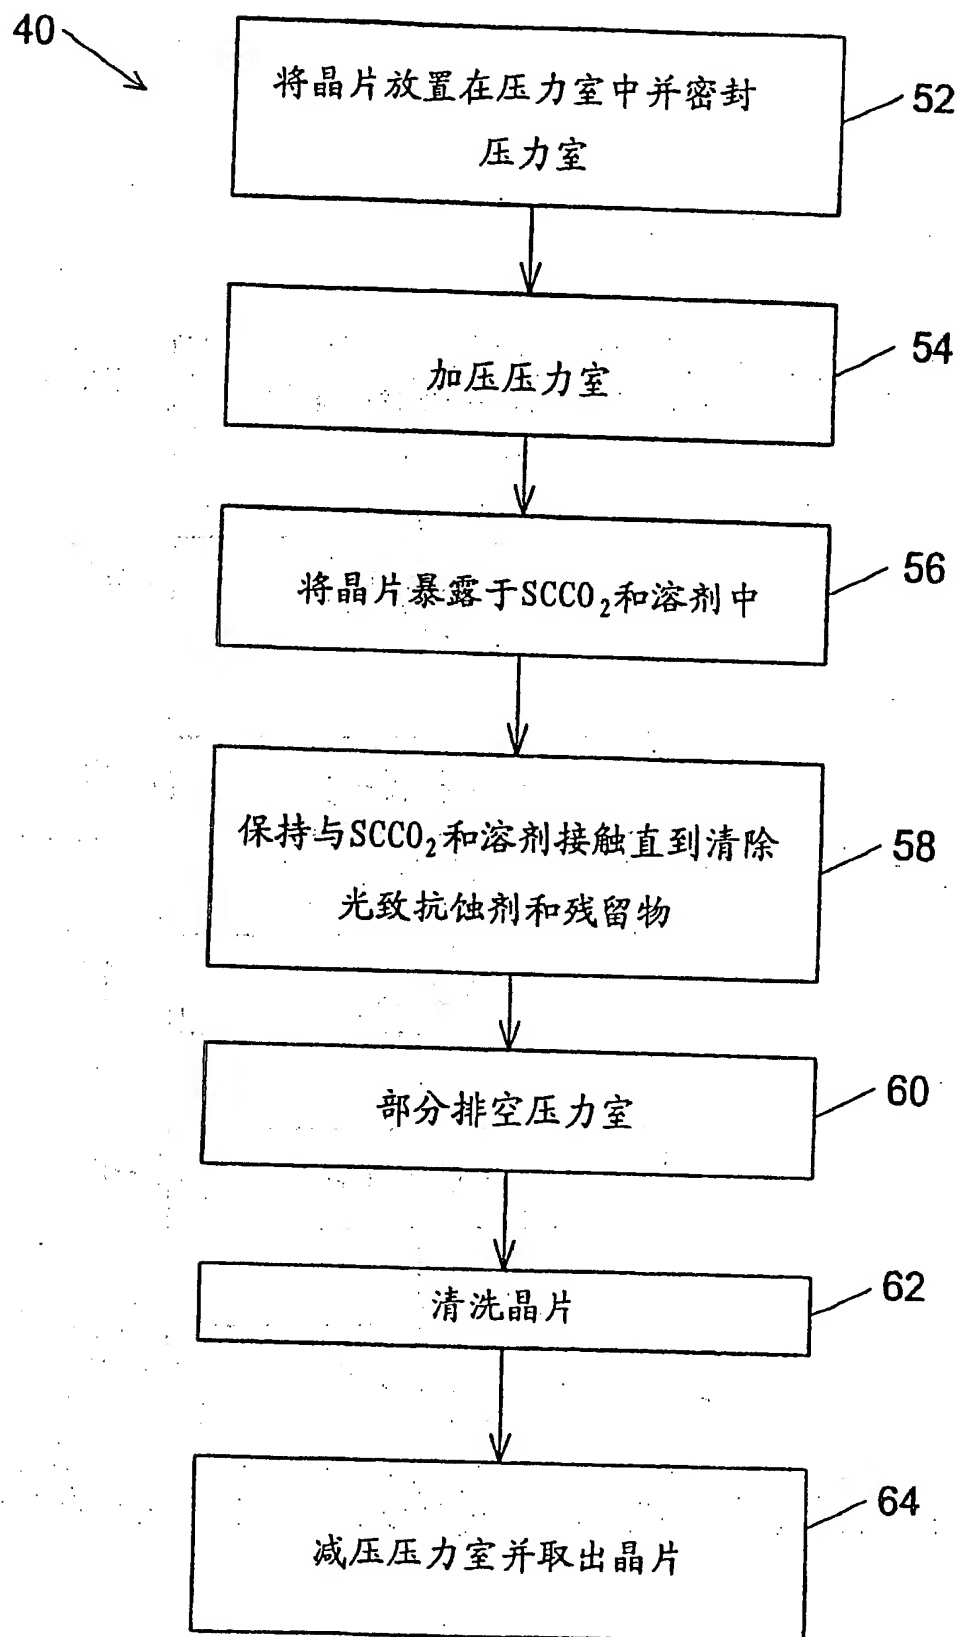 40
将晶片放置在压力室中并密封
压力室
52
加压压力室
54
将晶片暴露于SCCO₂和溶剂中
56
保持与SCCO₂和溶剂接触直到清除
光致抗蚀剂和残留物
58
部分排空压力室
60
清洗晶片
62
减压压力室并取出晶片
64